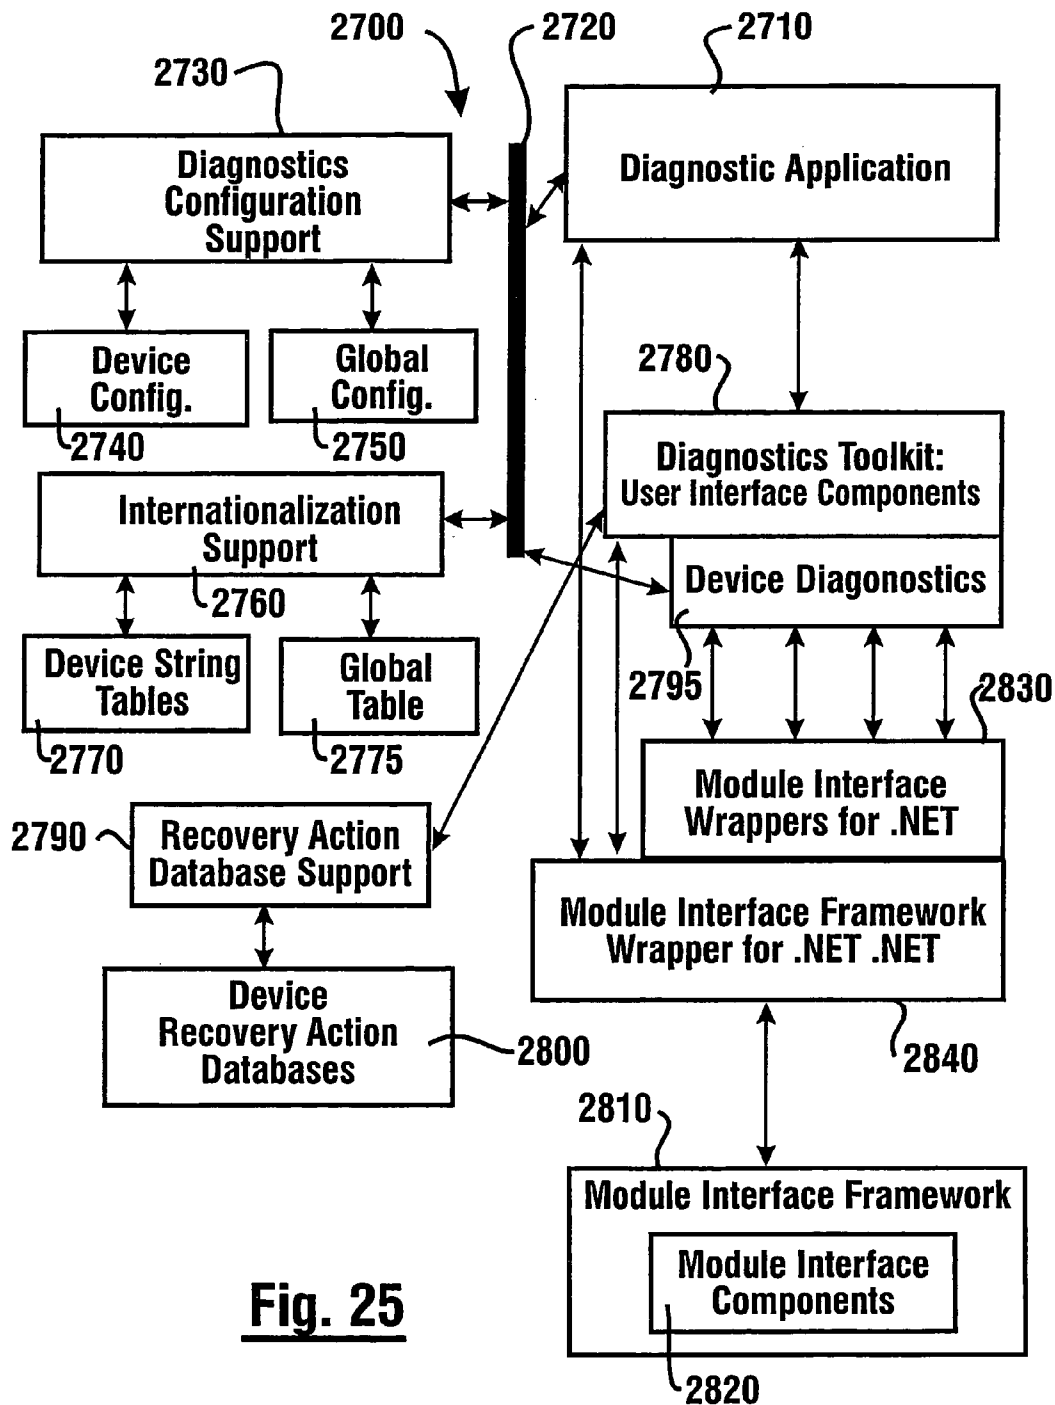 2700
2720
2710
2730
Diagnostics
Configuration
Support
Diagnostic Application
Device
Config.
2740
Global
Config.
2750
2780
Diagnostics Toolkit:
User Interface Components
Internationalization
Support
2760
Device Diagonostics
2795
Device String
Tables
2770
Global
Table
2775
2830
Module Interface
Wrappers for .NET
2790
Recovery Action
Database Support
Module Interface Framework
Wrapper for .NET .NET
2840
Device
Recovery Action
Databases
2800
2810
Module Interface Framework
Module Interface
Components
2820
Fig. 25